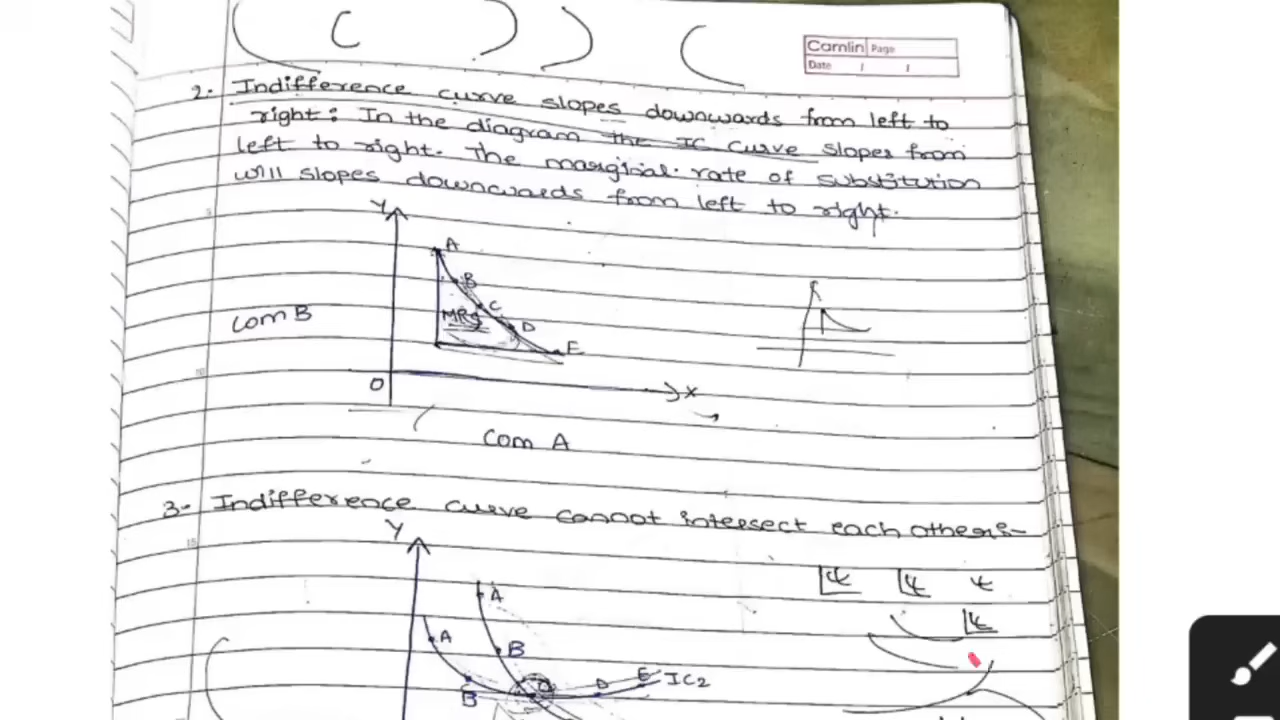 Camlin Page
Date / /
2. Indifference curve slopes downwards from left to
right: In the diagram the IC curve slopes from
left to right. The marginal rate of substitution
will slopes downwards from left to right.
Y
A
B
C
MRS
D
E
Com B
O
X
Com A
3- Indifference curve cannot intersect each others-
Y
A
A
B
E
IC2
D
B